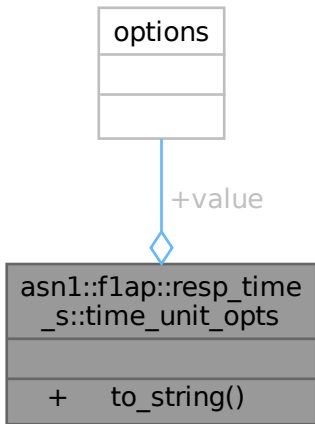 options
+value
asn1::f1ap::resp_time
_s::time_unit_opts
+ to_string()